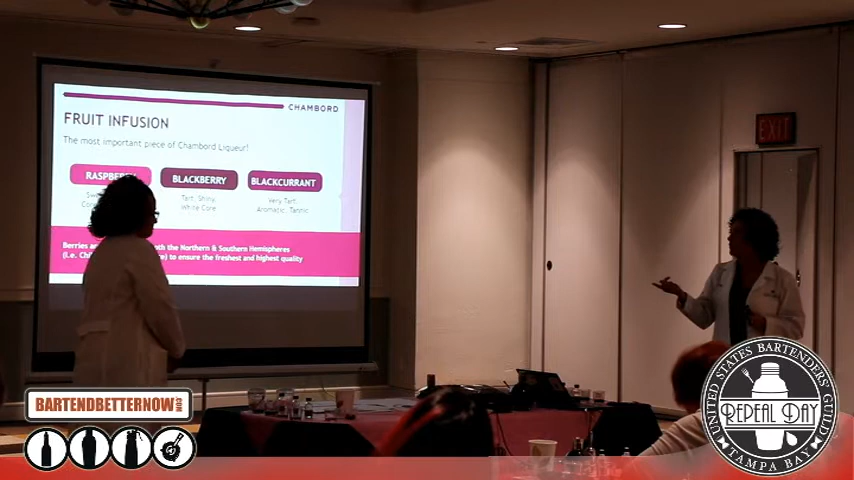 CHAMBORD
FRUIT INFUSION
The most important piece of Chambord Liqueur!
BLACKBERRY
BLACKCURRANT
Tart, Shiny,
White Core
Very Tart,
Aromatic, Tannic
Berries
the Northern & Southern Hemispheres
(i.e.
to ensure the freshest and highest quality
EXIT
BARTENDBETTERNOW.COM
UNITED STATES BARTENDERS' GUILD
REPEAL DAY
TAMPA BAY